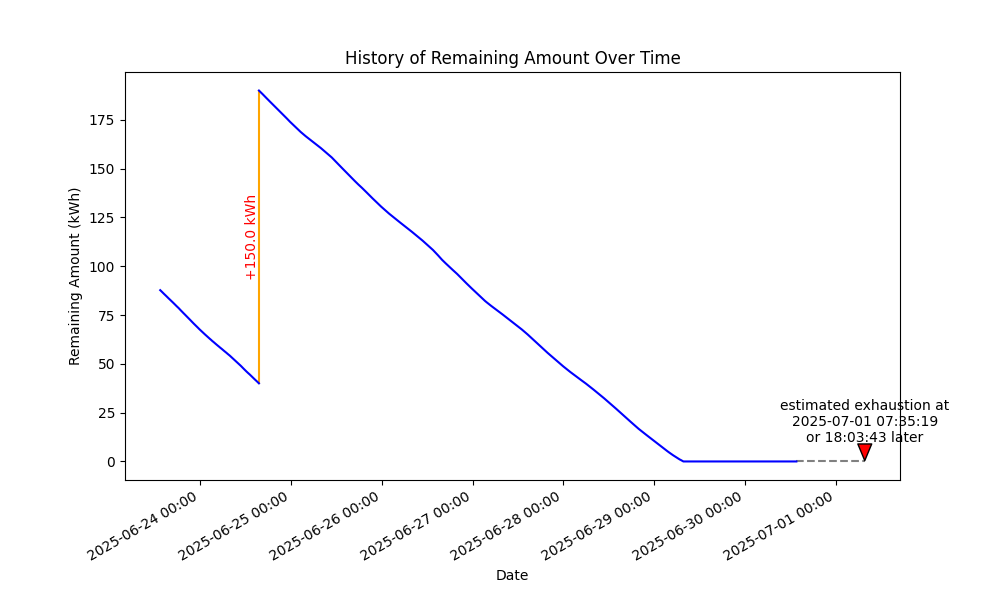 History of Remaining Amount Over Time
Remaining Amount (kWh)
175
150
125
100
75
50
25
0
+150.0 kWh
estimated exhaustion at
2025-07-01 07:35:19
or 18:03:43 later
2025-06-24 00:00
2025-06-25 00:00
2025-06-26 00:00
2025-06-27 00:00
2025-06-28 00:00
2025-06-29 00:00
2025-06-30 00:00
2025-07-01 00:00
Date